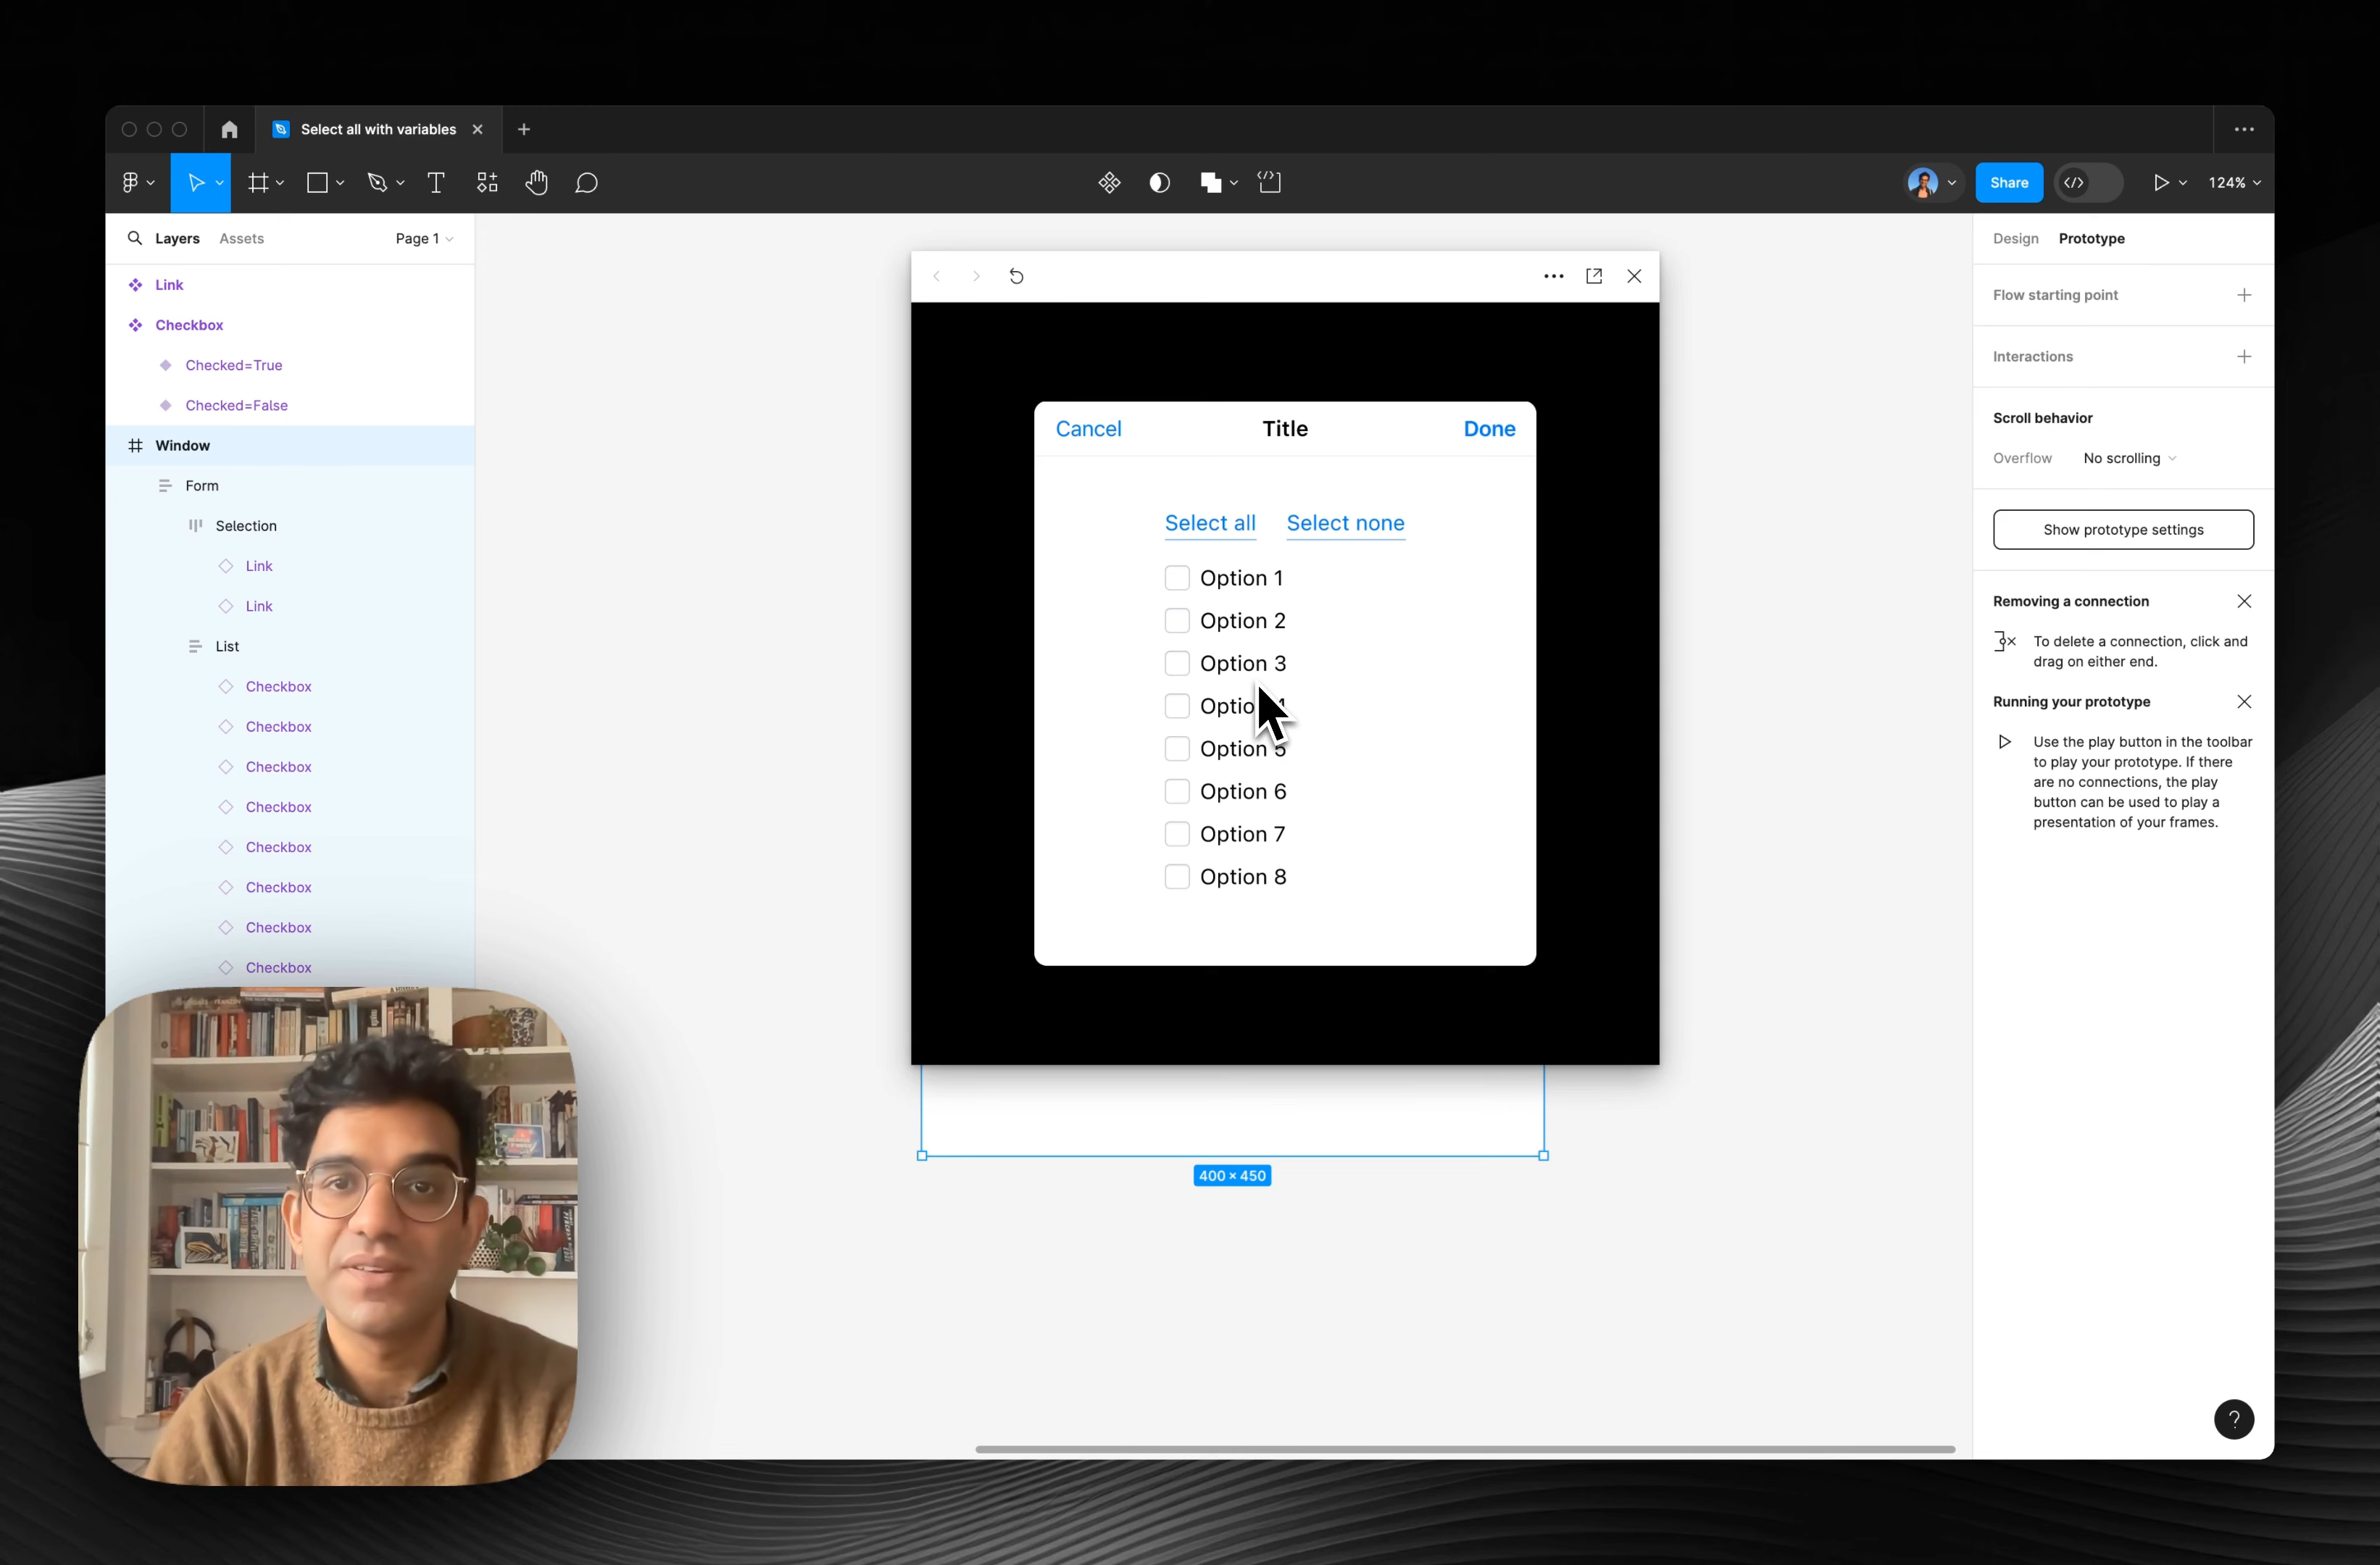 Select all with variables
Share
124%
Layers
Assets
Page 1
Link
Checkbox
Checked=True
Checked=False
Window
Form
Selection
Link
Link
List
Checkbox
Checkbox
Checkbox
Checkbox
Checkbox
Checkbox
Checkbox
Checkbox
Cancel
Title
Done
Select all
Select none
Option 1
Option 2
Option 3
Option 5
Option 6
Option 7
Option 8
400 × 450
Design
Prototype
Flow starting point
Interactions
Scroll behavior
Overflow
No scrolling
Show prototype settings
Removing a connection
To delete a connection, click and
drag on either end.
Running your prototype
Use the play button in the toolbar
to play your prototype. If there
are no connections, the play
button can be used to play a
presentation of your frames.
?